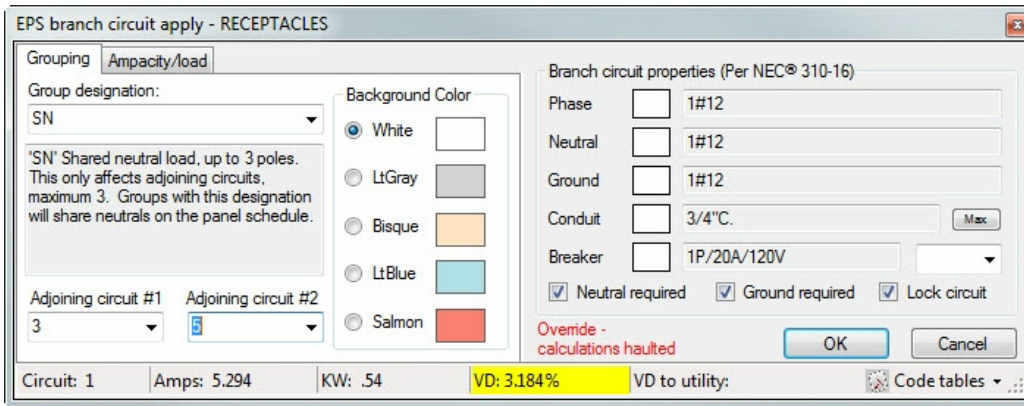 EPS branch circuit apply - RECEPTACLES
Grouping
Ampacity/load
Group designation:
SN
"SN" Shared neutral load, up to 3 poles.
This only affects adjoining circuits,
maximum 3. Groups with this designation
will share neutrals on the panel schedule.
Adjoining circuit #1
Adjoining circuit #2
3
5
Background Color
White
LtGray
Bisque
LtBlue
Salmon
Branch circuit properties (Per NEC® 310-16)
Phase
1#12
Neutral
1#12
Ground
1#12
Conduit
3/4"C.
Max
Breaker
1P/20A/120V
Neutral required
Ground required
Lock circuit
Override -
calculations haulted
OK
Cancel
Circuit: 1
Amps: 5.294
KW: .54
VD: 3.184%
VD to utility:
Code tables